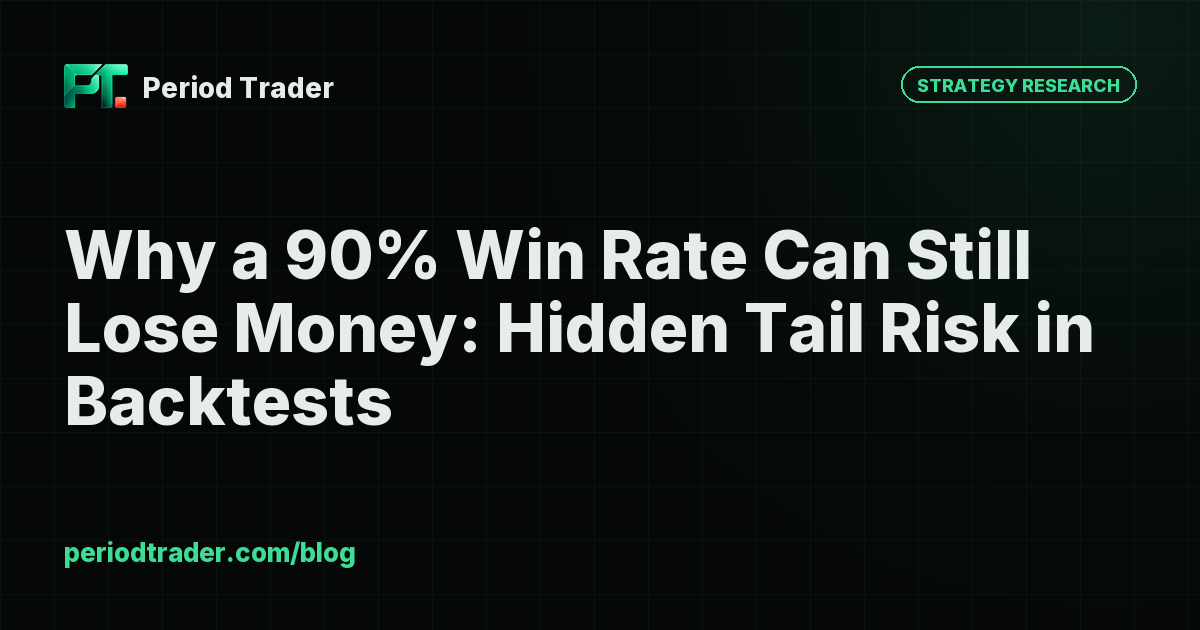 PT.
Period Trader
STRATEGY RESEARCH
Why a 90% Win Rate Can Still
Lose Money: Hidden Tail Risk in
Backtests
periodtrader.com/blog